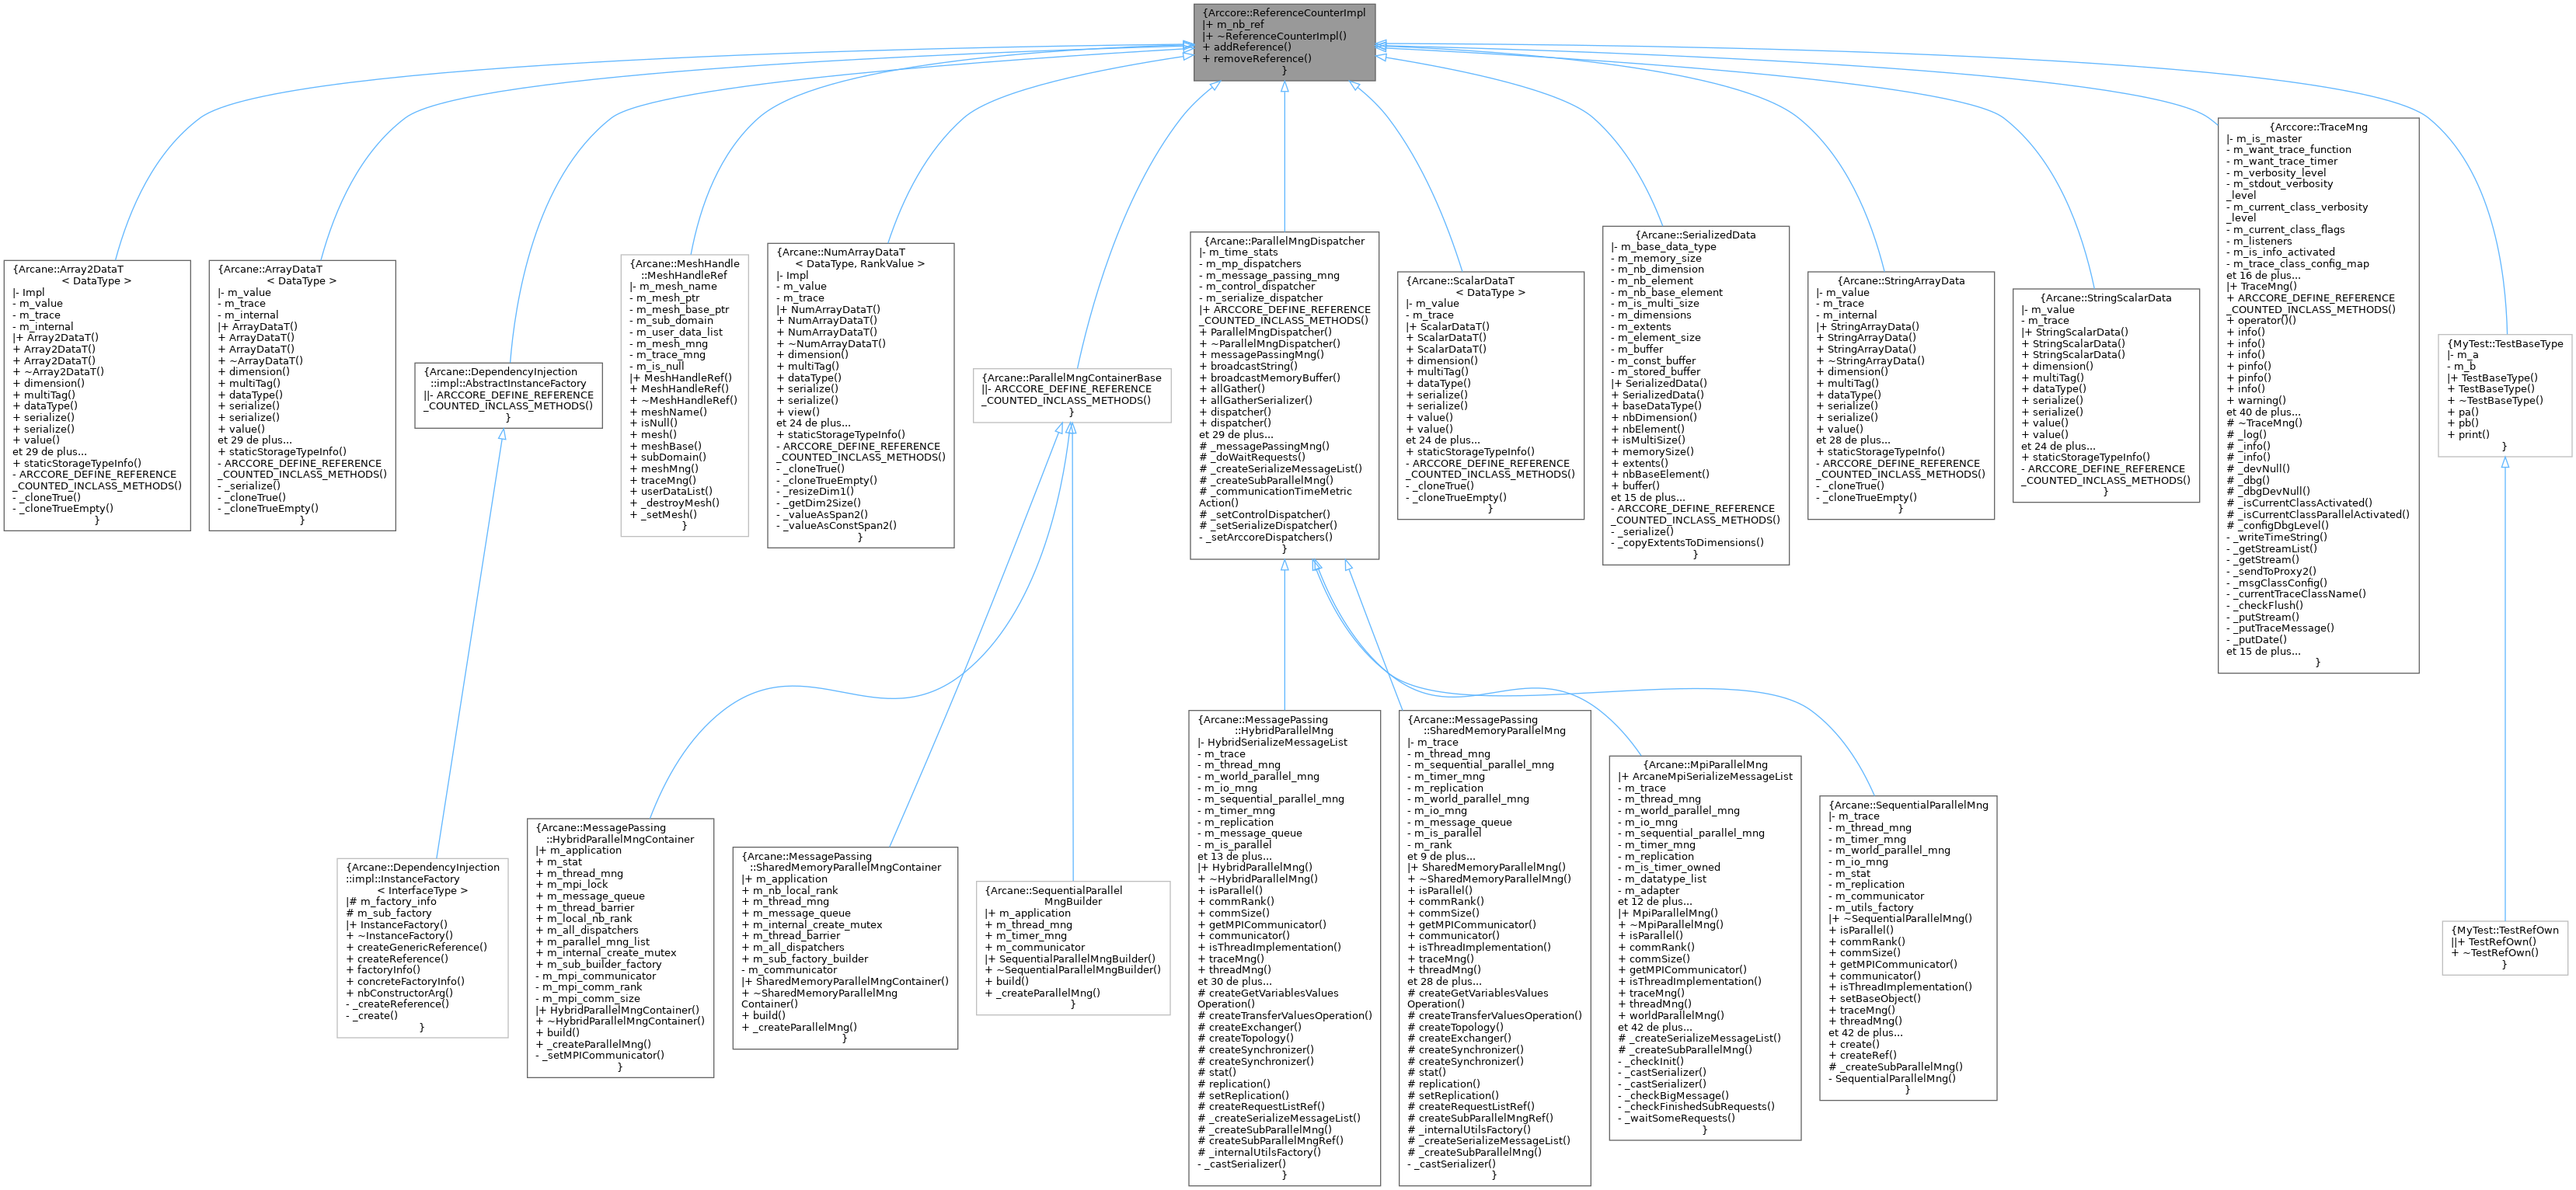 {Arccore::ReferenceCounterImpl
|+ m_nb_ref
|+ ~ReferenceCounterImpl()
+ addReference()
+ removeReference()
}
{Arcane::Array2DataT
< DataType >
|- Impl
- m_value
- m_trace
- m_internal
|+ Array2DataT()
+ Array2DataT()
+ Array2DataT()
+ ~Array2DataT()
+ dimension()
+ multiTag()
+ dataType()
+ serialize()
+ serialize()
+ value()
et 29 de plus...
+ staticStorageTypeInfo()
- ARCCORE_DEFINE_REFERENCE
_COUNTED_INCLASS_METHODS()
- _cloneTrue()
- _cloneTrueEmpty()
}
{Arcane::ArrayDataT
< DataType >
|- m_value
- m_trace
- m_internal
|+ ArrayDataT()
+ ArrayDataT()
+ ArrayDataT()
+ ~ArrayDataT()
+ dimension()
+ multiTag()
+ dataType()
+ serialize()
+ serialize()
+ value()
et 29 de plus...
+ staticStorageTypeInfo()
- ARCCORE_DEFINE_REFERENCE
_COUNTED_INCLASS_METHODS()
- _serialize()
- _cloneTrue()
- _cloneTrueEmpty()
}
{Arcane::DependencyInjection
::impl::AbstractInstanceFactory
||- ARCCORE_DEFINE_REFERENCE
_COUNTED_INCLASS_METHODS()
}
{Arcane::MeshHandle
::MeshHandleRef
|- m_mesh_name
- m_mesh_ptr
- m_mesh_base_ptr
- m_sub_domain
- m_user_data_list
- m_mesh_mng
- m_trace_mng
- m_is_null
|+ MeshHandleRef()
+ MeshHandleRef()
+ ~MeshHandleRef()
+ meshName()
+ isNull()
+ mesh()
+ meshBase()
+ subDomain()
+ meshMng()
+ traceMng()
+ userDataList()
+ _destroyMesh()
+ _setMesh()
}
{Arcane::NumArrayDataT
< DataType, RankValue >
|- Impl
- m_value
- m_trace
|+ NumArrayDataT()
+ NumArrayDataT()
+ NumArrayDataT()
+ ~NumArrayDataT()
+ dimension()
+ multiTag()
+ dataType()
+ serialize()
+ serialize()
+ view()
et 24 de plus...
+ staticStorageTypeInfo()
- ARCCORE_DEFINE_REFERENCE
_COUNTED_INCLASS_METHODS()
- _cloneTrue()
- _cloneTrueEmpty()
- _resizeDim1()
- _getDim2Size()
- _valueAsSpan2()
- _valueAsConstSpan2()
}
{Arcane::ParallelMngContainerBase
||- ARCCORE_DEFINE_REFERENCE
_COUNTED_INCLASS_METHODS()
}
{Arcane::ParallelMngDispatcher
|- m_time_stats
- m_mp_dispatchers
- m_message_passing_mng
- m_control_dispatcher
- m_serialize_dispatcher
|+ ARCCORE_DEFINE_REFERENCE
_COUNTED_INCLASS_METHODS()
+ ParallelMngDispatcher()
+ ~ParallelMngDispatcher()
+ messagePassingMng()
+ broadcastString()
+ broadcastMemoryBuffer()
+ allGather()
+ allGatherSerializer()
+ dispatcher()
+ dispatcher()
et 29 de plus...
# _messagePassingMng()
# _doWaitRequests()
# _createSerializeMessageList()
# _createSubParallelMng()
# _communicationTimeMetric
Action()
# _setControlDispatcher()
# _setSerializeDispatcher()
- _setArccoreDispatchers()
}
{Arcane::ScalarDataT
< DataType >
|- m_value
- m_trace
|+ ScalarDataT()
+ ScalarDataT()
+ ScalarDataT()
+ dimension()
+ multiTag()
+ dataType()
+ serialize()
+ serialize()
+ value()
+ value()
et 24 de plus...
+ staticStorageTypeInfo()
- ARCCORE_DEFINE_REFERENCE
_COUNTED_INCLASS_METHODS()
- _cloneTrue()
- _cloneTrueEmpty()
}
{Arcane::SerializedData
|- m_base_data_type
- m_memory_size
- m_nb_dimension
- m_nb_element
- m_nb_base_element
- m_is_multi_size
- m_dimensions
- m_extents
- m_element_size
- m_buffer
- m_const_buffer
- m_stored_buffer
|+ SerializedData()
+ SerializedData()
+ baseDataType()
+ nbDimension()
+ nbElement()
+ isMultiSize()
+ memorySize()
+ extents()
+ nbBaseElement()
+ buffer()
et 15 de plus...
- ARCCORE_DEFINE_REFERENCE
_COUNTED_INCLASS_METHODS()
- _serialize()
- _copyExtentsToDimensions()
}
{Arcane::StringArrayData
|- m_value
- m_trace
- m_internal
|+ StringArrayData()
+ StringArrayData()
+ StringArrayData()
+ ~StringArrayData()
+ dimension()
+ multiTag()
+ dataType()
+ serialize()
+ serialize()
+ value()
et 28 de plus...
+ staticStorageTypeInfo()
- ARCCORE_DEFINE_REFERENCE
_COUNTED_INCLASS_METHODS()
- _cloneTrue()
- _cloneTrueEmpty()
}
{Arcane::StringScalarData
|- m_value
- m_trace
|+ StringScalarData()
+ StringScalarData()
+ StringScalarData()
+ dimension()
+ multiTag()
+ dataType()
+ serialize()
+ serialize()
+ value()
+ value()
et 24 de plus...
+ staticStorageTypeInfo()
- ARCCORE_DEFINE_REFERENCE
_COUNTED_INCLASS_METHODS()
}
{Arccore::TraceMng
|- m_is_master
- m_want_trace_function
- m_want_trace_timer
- m_verbosity_level
- m_stdout_verbosity
_level
- m_current_class_verbosity
_level
- m_current_class_flags
- m_listeners
- m_is_info_activated
- m_trace_class_config_map
et 16 de plus...
|+ TraceMng()
+ ARCCORE_DEFINE_REFERENCE
_COUNTED_INCLASS_METHODS()
+ operator()()
+ info()
+ info()
+ info()
+ pinfo()
+ pinfo()
+ info()
+ warning()
et 40 de plus...
# ~TraceMng()
# _log()
# _info()
# _info()
# _devNull()
# _dbg()
# _dbgDevNull()
# _isCurrentClassActivated()
# _isCurrentClassParallelActivated()
# _configDbgLevel()
- _writeTimeString()
- _getStreamList()
- _getStream()
- _sendToProxy2()
- _msgClassConfig()
- _currentTraceClassName()
- _checkFlush()
- _putStream()
- _putTraceMessage()
- _putDate()
et 15 de plus...
}
{MyTest::TestBaseType
|- m_a
- m_b
|+ TestBaseType()
+ TestBaseType()
+ ~TestBaseType()
+ pa()
+ pb()
+ print()
}
{Arcane::DependencyInjection
::impl::InstanceFactory
< InterfaceType >
|# m_factory_info
# m_sub_factory
|+ InstanceFactory()
+ ~InstanceFactory()
+ createGenericReference()
+ createReference()
+ factoryInfo()
+ concreteFactoryInfo()
+ nbConstructorArg()
- _createReference()
- _create()
}
{Arcane::MessagePassing
::HybridParallelMngContainer
|+ m_application
+ m_stat
+ m_thread_mng
+ m_mpi_lock
+ m_message_queue
+ m_thread_barrier
+ m_local_nb_rank
+ m_all_dispatchers
+ m_parallel_mng_list
+ m_internal_create_mutex
+ m_sub_builder_factory
- m_mpi_communicator
- m_mpi_comm_rank
- m_mpi_comm_size
|+ HybridParallelMngContainer()
+ ~HybridParallelMngContainer()
+ build()
+ _createParallelMng()
- _setMPICommunicator()
}
{Arcane::MessagePassing
::SharedMemoryParallelMngContainer
|+ m_application
+ m_nb_local_rank
+ m_thread_mng
+ m_message_queue
+ m_internal_create_mutex
+ m_thread_barrier
+ m_all_dispatchers
+ m_sub_factory_builder
- m_communicator
|+ SharedMemoryParallelMngContainer()
+ ~SharedMemoryParallelMng
Container()
+ build()
+ _createParallelMng()
}
{Arcane::SequentialParallel
MngBuilder
|+ m_application
+ m_thread_mng
+ m_timer_mng
+ m_communicator
|+ SequentialParallelMngBuilder()
+ ~SequentialParallelMngBuilder()
+ build()
+ _createParallelMng()
}
{Arcane::MessagePassing
::HybridParallelMng
|- HybridSerializeMessageList
- m_trace
- m_thread_mng
- m_world_parallel_mng
- m_io_mng
- m_sequential_parallel_mng
- m_timer_mng
- m_replication
- m_message_queue
- m_is_parallel
et 13 de plus...
|+ HybridParallelMng()
+ ~HybridParallelMng()
+ isParallel()
+ commRank()
+ commSize()
+ getMPICommunicator()
+ communicator()
+ isThreadImplementation()
+ traceMng()
+ threadMng()
et 30 de plus...
# createGetVariablesValues
Operation()
# createTransferValuesOperation()
# createExchanger()
# createTopology()
# createSynchronizer()
# createSynchronizer()
# stat()
# replication()
# setReplication()
# createRequestListRef()
# _createSerializeMessageList()
# _createSubParallelMng()
# createSubParallelMngRef()
# _internalUtilsFactory()
- _castSerializer()
}
{Arcane::MessagePassing
::SharedMemoryParallelMng
|- m_trace
- m_thread_mng
- m_sequential_parallel_mng
- m_timer_mng
- m_replication
- m_world_parallel_mng
- m_io_mng
- m_message_queue
- m_is_parallel
- m_rank
et 9 de plus...
|+ SharedMemoryParallelMng()
+ ~SharedMemoryParallelMng()
+ isParallel()
+ commRank()
+ commSize()
+ getMPICommunicator()
+ communicator()
+ isThreadImplementation()
+ traceMng()
+ threadMng()
et 28 de plus...
# createGetVariablesValues
Operation()
# createTransferValuesOperation()
# createTopology()
# createExchanger()
# createSynchronizer()
# createSynchronizer()
# stat()
# replication()
# setReplication()
# createRequestListRef()
# createSubParallelMngRef()
# _internalUtilsFactory()
# _createSerializeMessageList()
# _createSubParallelMng()
- _castSerializer()
}
{Arcane::MpiParallelMng
|+ ArcaneMpiSerializeMessageList
- m_trace
- m_thread_mng
- m_world_parallel_mng
- m_io_mng
- m_sequential_parallel_mng
- m_timer_mng
- m_replication
- m_is_timer_owned
- m_datatype_list
- m_adapter
et 12 de plus...
|+ MpiParallelMng()
+ ~MpiParallelMng()
+ isParallel()
+ commRank()
+ commSize()
+ getMPICommunicator()
+ isThreadImplementation()
+ traceMng()
+ threadMng()
+ worldParallelMng()
et 42 de plus...
# _createSerializeMessageList()
# _createSubParallelMng()
- _checkInit()
- _castSerializer()
- _castSerializer()
- _checkBigMessage()
- _checkFinishedSubRequests()
- _waitSomeRequests()
}
{Arcane::SequentialParallelMng
|- m_trace
- m_thread_mng
- m_timer_mng
- m_world_parallel_mng
- m_io_mng
- m_stat
- m_replication
- m_communicator
- m_utils_factory
|+ ~SequentialParallelMng()
+ isParallel()
+ commRank()
+ commSize()
+ getMPICommunicator()
+ communicator()
+ isThreadImplementation()
+ setBaseObject()
+ traceMng()
+ threadMng()
et 42 de plus...
+ create()
+ createRef()
# _createSubParallelMng()
- SequentialParallelMng()
}
{MyTest::TestRefOwn
||+ TestRefOwn()
+ ~TestRefOwn()
}